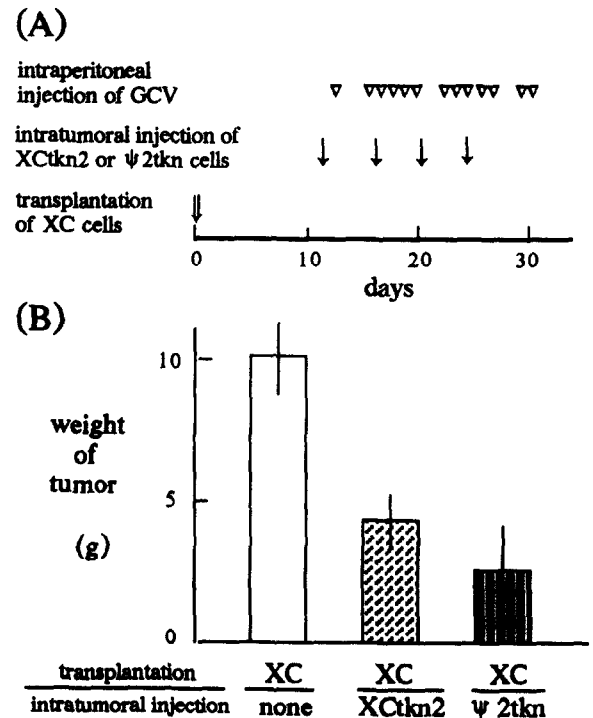 (A)
intraperitoneal
injection of GCV
intratumoral injection of
XCtkn2 or ψ2tkn cells
transplantation
of XC cells
0 10 20 30
days
(B)
10
weight
of
tumor
5
(g)
0
transplantation XC XC XC
intratumoral injection none XCtkn2 ψ2tkn